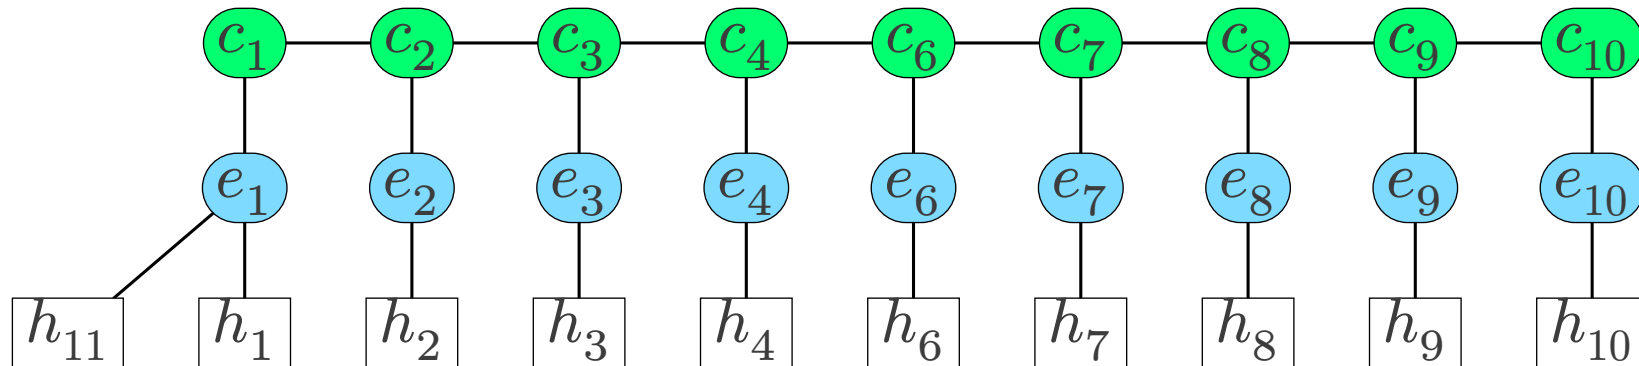 c₁ c₂ c₃ c₄ c₆ c₇ c₈ c₉ c₁₀
e₁ e₂ e₃ e₄ e₆ e₇ e₈ e₉ e₁₀
h₁₁ h₁ h₂ h₃ h₄ h₆ h₇ h₈ h₉ h₁₀